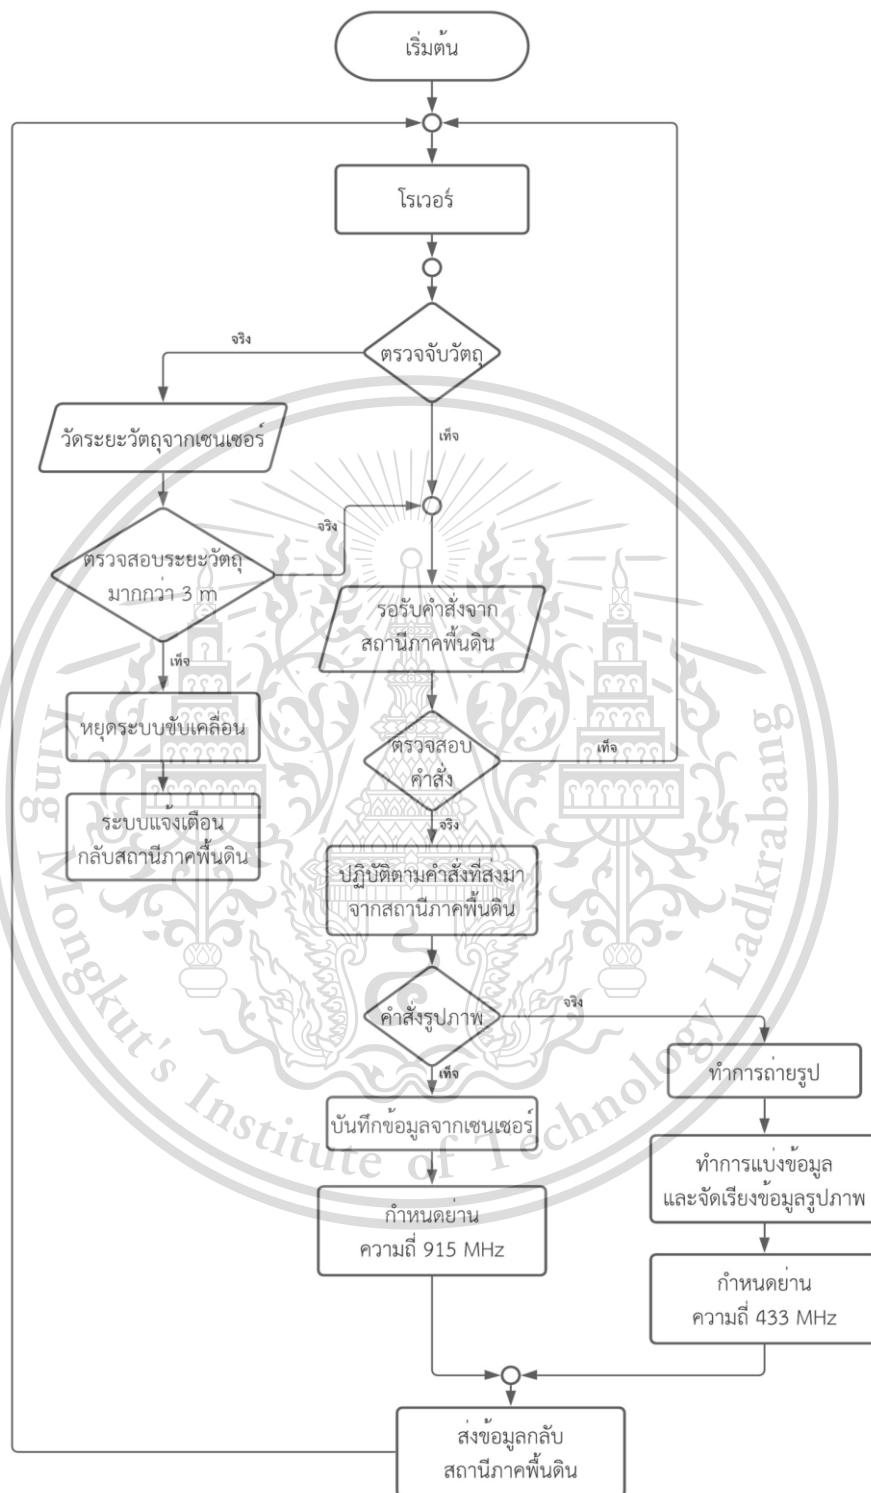 เริ่มต้น
โรเวอร์
ตรวจจับวัตถุ
จริง
เท็จ
วัดระยะวัตถุจากเซนเซอร์
ตรวจสอบระยะวัตถุ
มากกว่า 3 m
จริง
เท็จ
หยุดระบบขับเคลื่อน
ระบบแจ้งเตือน
กลับสถานีภาคพื้นดิน
รอรับคำสั่งจาก
สถานีภาคพื้นดิน
ตรวจสอบ
คำสั่ง
เท็จ
จริง
ปฏิบัติตามคำสั่งที่ส่งมา
จากสถานีภาคพื้นดิน
คำสั่งรูปภาพ
จริง
เท็จ
บันทึกข้อมูลจากเซนเซอร์
กำหนดย่าน
ความถี่ 915 MHz
ทำการถ่ายรูป
ทำการแบ่งข้อมูล
และจัดเรียงข้อมูลรูปภาพ
กำหนดย่าน
ความถี่ 433 MHz
ส่งข้อมูลกลับ
สถานีภาคพื้นดิน
King Mongkut's Institute of Technology Ladkrabang